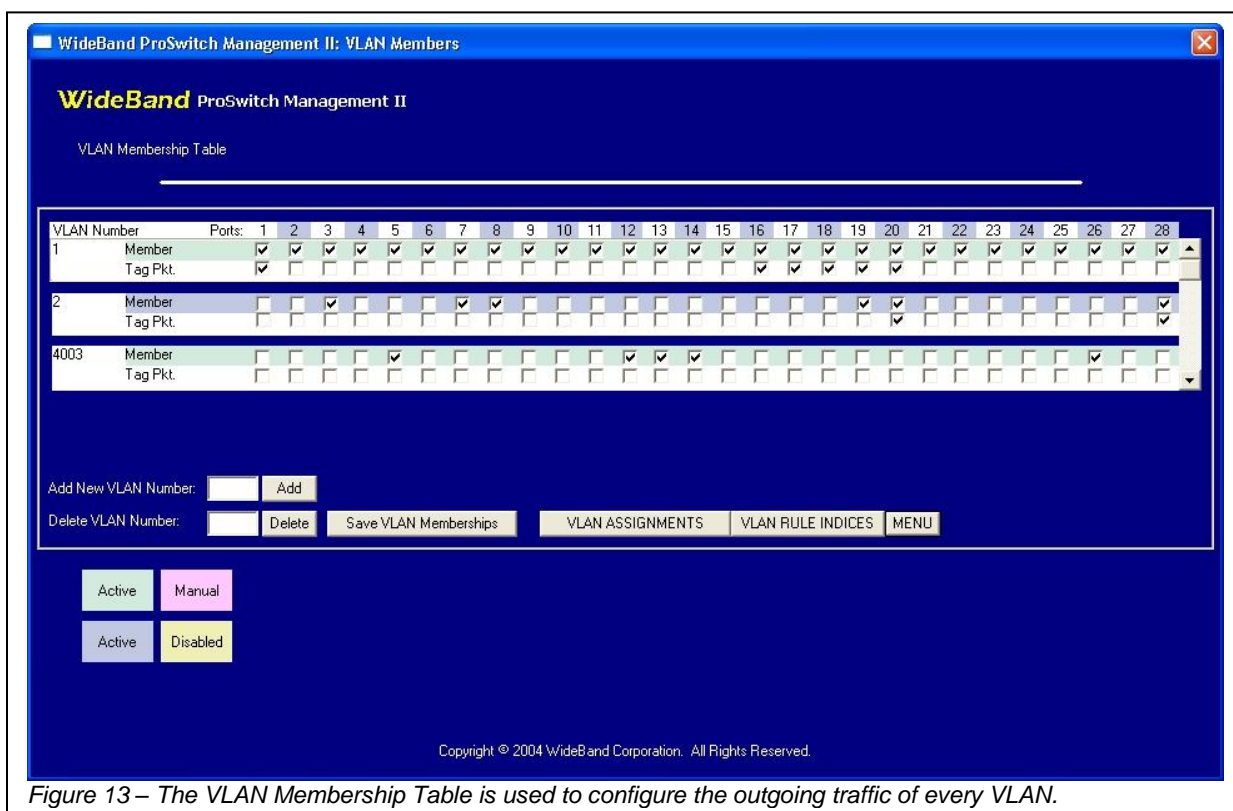 WideBand ProSwitch Management II: VLAN Members
WideBand ProSwitch Management II
VLAN Membership Table
VLAN Number Ports: 1 2 3 4 5 6 7 8 9 10 11 12 13 14 15 16 17 18 19 20 21 22 23 24 25 26 27 28
1 Member
Tag Pkt.
2 Member
Tag Pkt.
4003 Member
Tag Pkt.
Add New VLAN Number: Add
Delete VLAN Number: Delete Save VLAN Memberships VLAN ASSIGNMENTS VLAN RULE INDICES MENU
Active Manual
Active Disabled
Copyright © 2004 WideBand Corporation. All Rights Reserved.
Figure 13 – The VLAN Membership Table is used to configure the outgoing traffic of every VLAN.